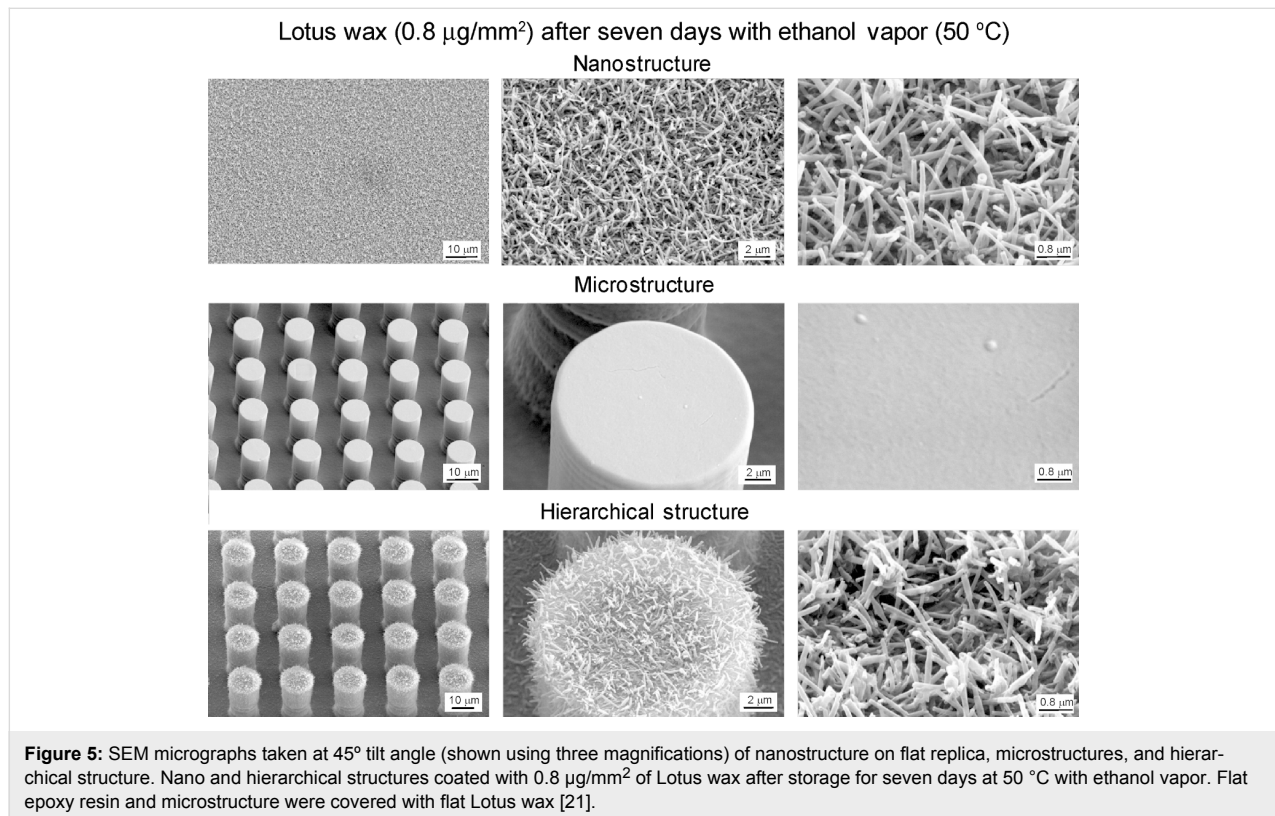 Lotus wax (0.8 µg/mm²) after seven days with ethanol vapor (50 ºC)
Nanostructure
10 µm
2 µm
0.8 µm
Microstructure
10 µm
2 µm
0.8 µm
Hierarchical structure
10 µm
2 µm
0.8 µm
Figure 5: SEM micrographs taken at 45º tilt angle (shown using three magnifications) of nanostructure on flat replica, microstructures, and hierar-
chical structure. Nano and hierarchical structures coated with 0.8 µg/mm² of Lotus wax after storage for seven days at 50 °C with ethanol vapor. Flat
epoxy resin and microstructure were covered with flat Lotus wax [21].